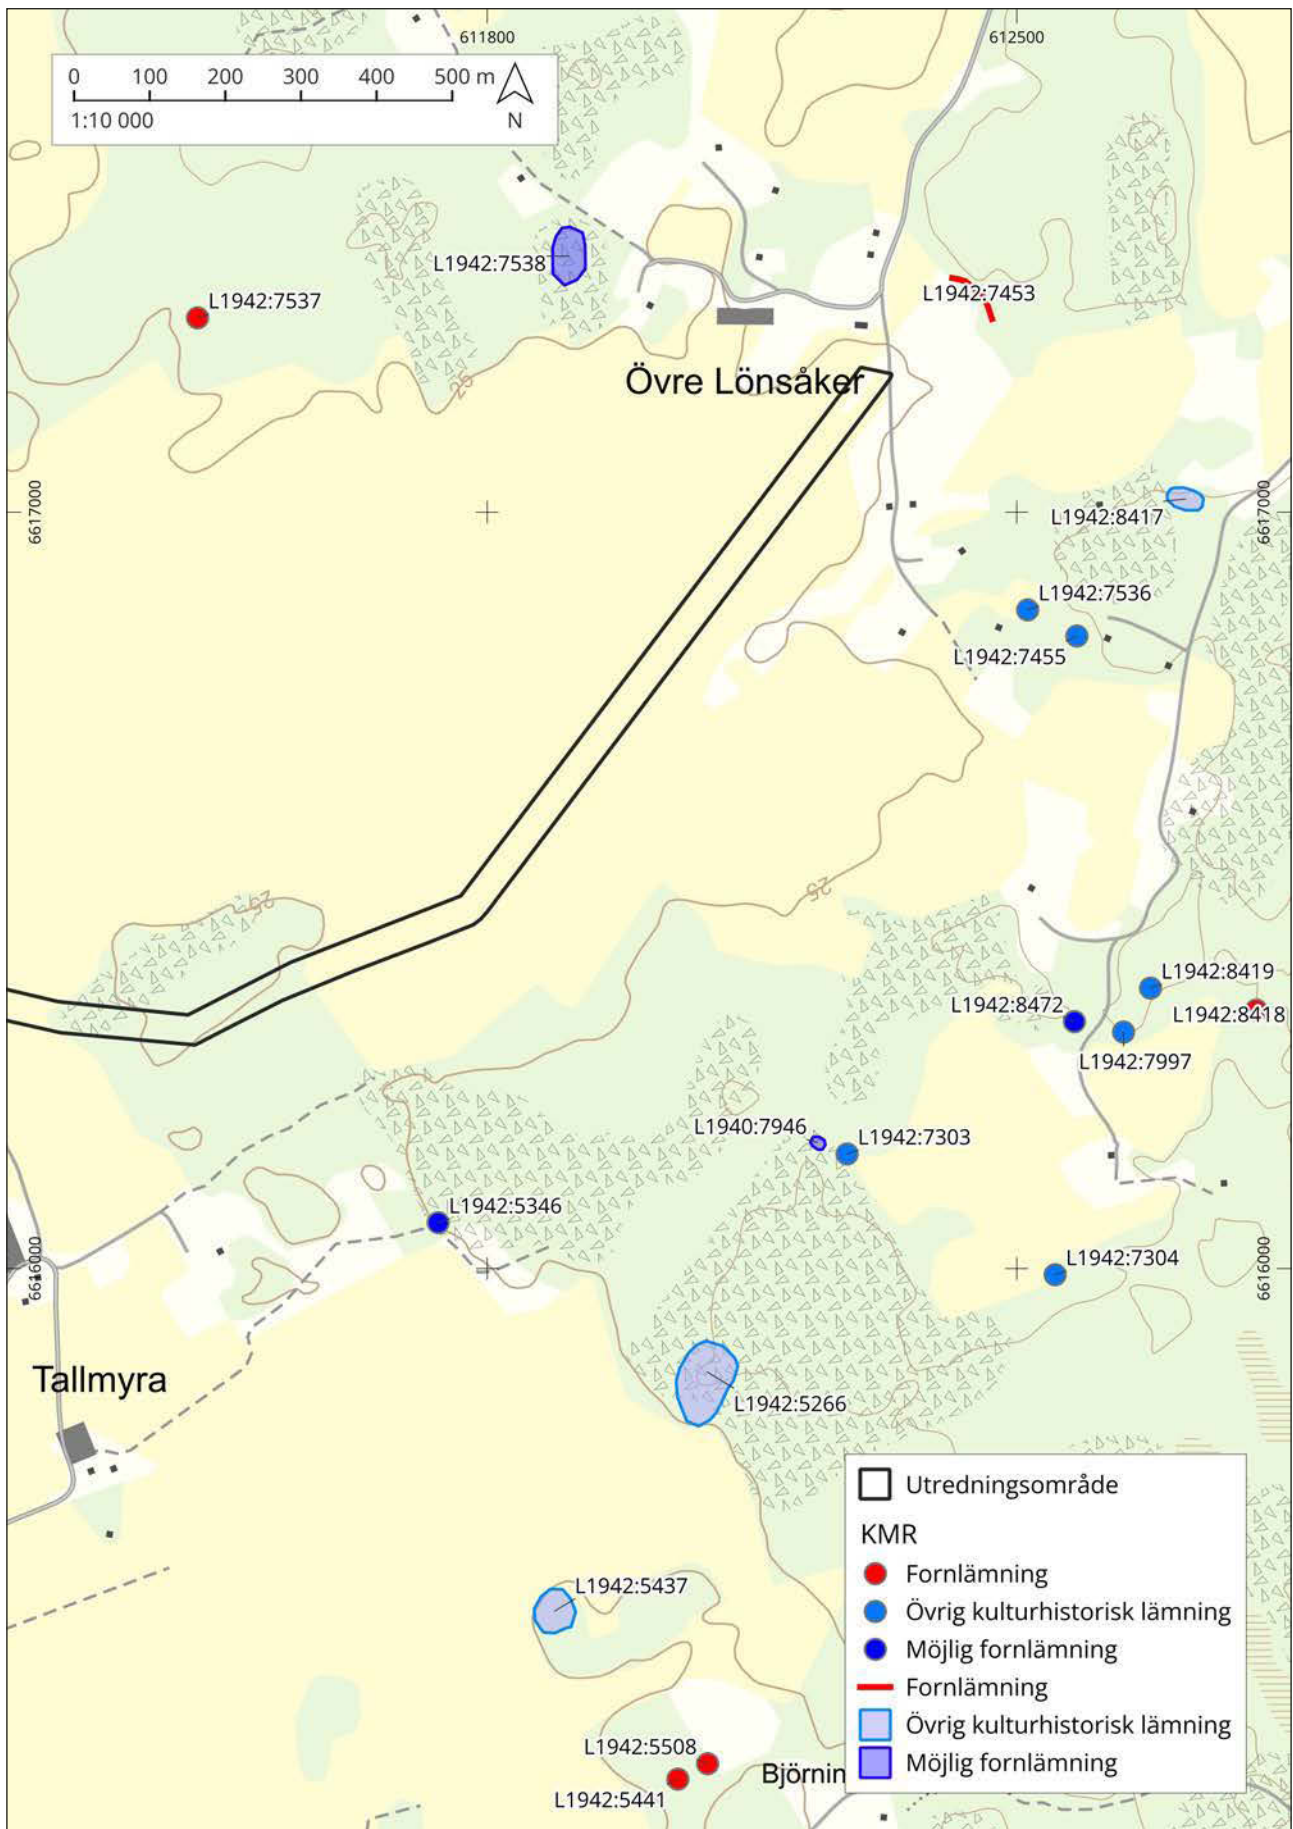 611800
612500
0 100 200 300 400 500 m
1:10 000
N
L1942:7538
L1942:7537
L1942:7453
25
Övre Lönsåker
6617000
6617000
L1942:8417
L1942:7536
L1942:7455
25
25
L1942:8419
L1942:8472
L1942:8418
L1942:7997
L1940:7946
L1942:7303
L1942:5346
6616000
6616000
L1942:7304
Tallmyra
L1942:5266
Utredningsområde
KMR
Fornlämning
Övrig kulturhistorisk lämning
Möjlig fornlämning
Fornlämning
Övrig kulturhistorisk lämning
Möjlig fornlämning
L1942:5437
L1942:5508
Björnin
L1942:5441